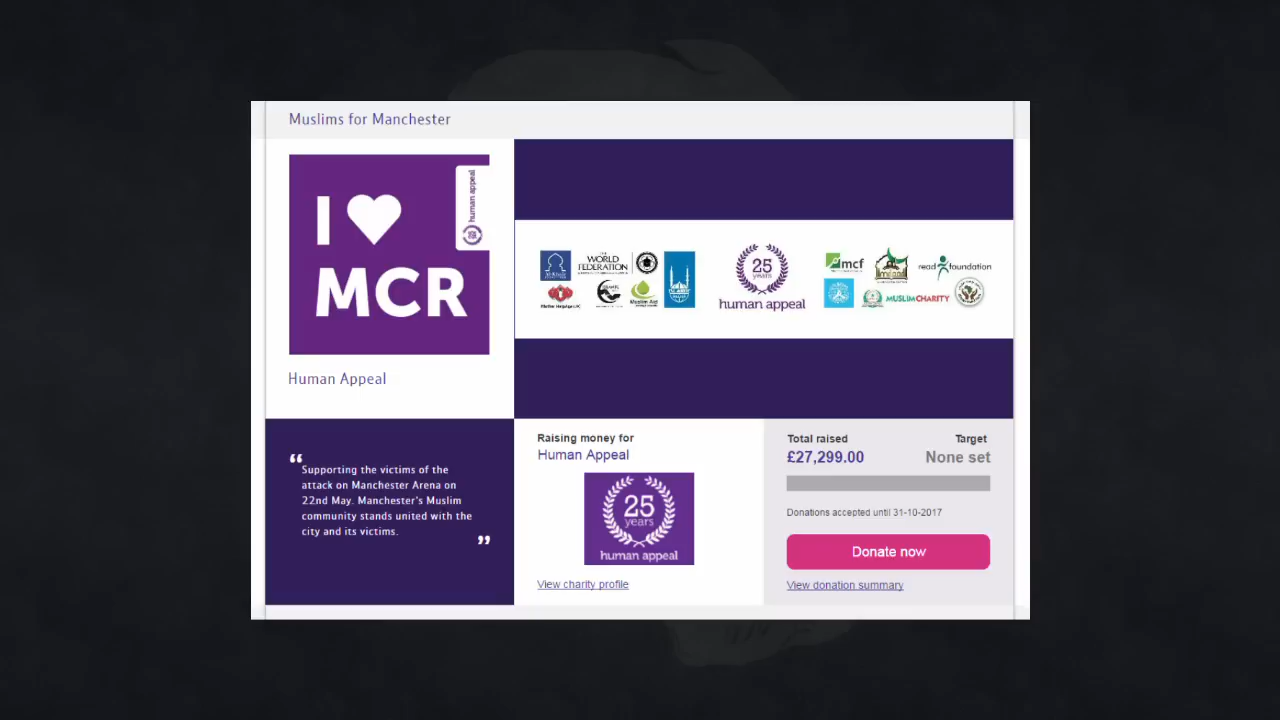 Muslims for Manchester
I
MCR
human appeal
Human Appeal
THE
WORLD
FEDERATION
Muslim Aid
25
years
human appeal
mcf
read foundation
MUSLIM CHARITY
“
Supporting the victims of the
attack on Manchester Arena on
22nd May. Manchester's Muslim
community stands united with the
city and its victims.
”
Raising money for
Human Appeal
25
years
human appeal
View charity profile
Total raised
Target
£27,299.00
None set
Donations accepted until 31-10-2017
Donate now
View donation summary